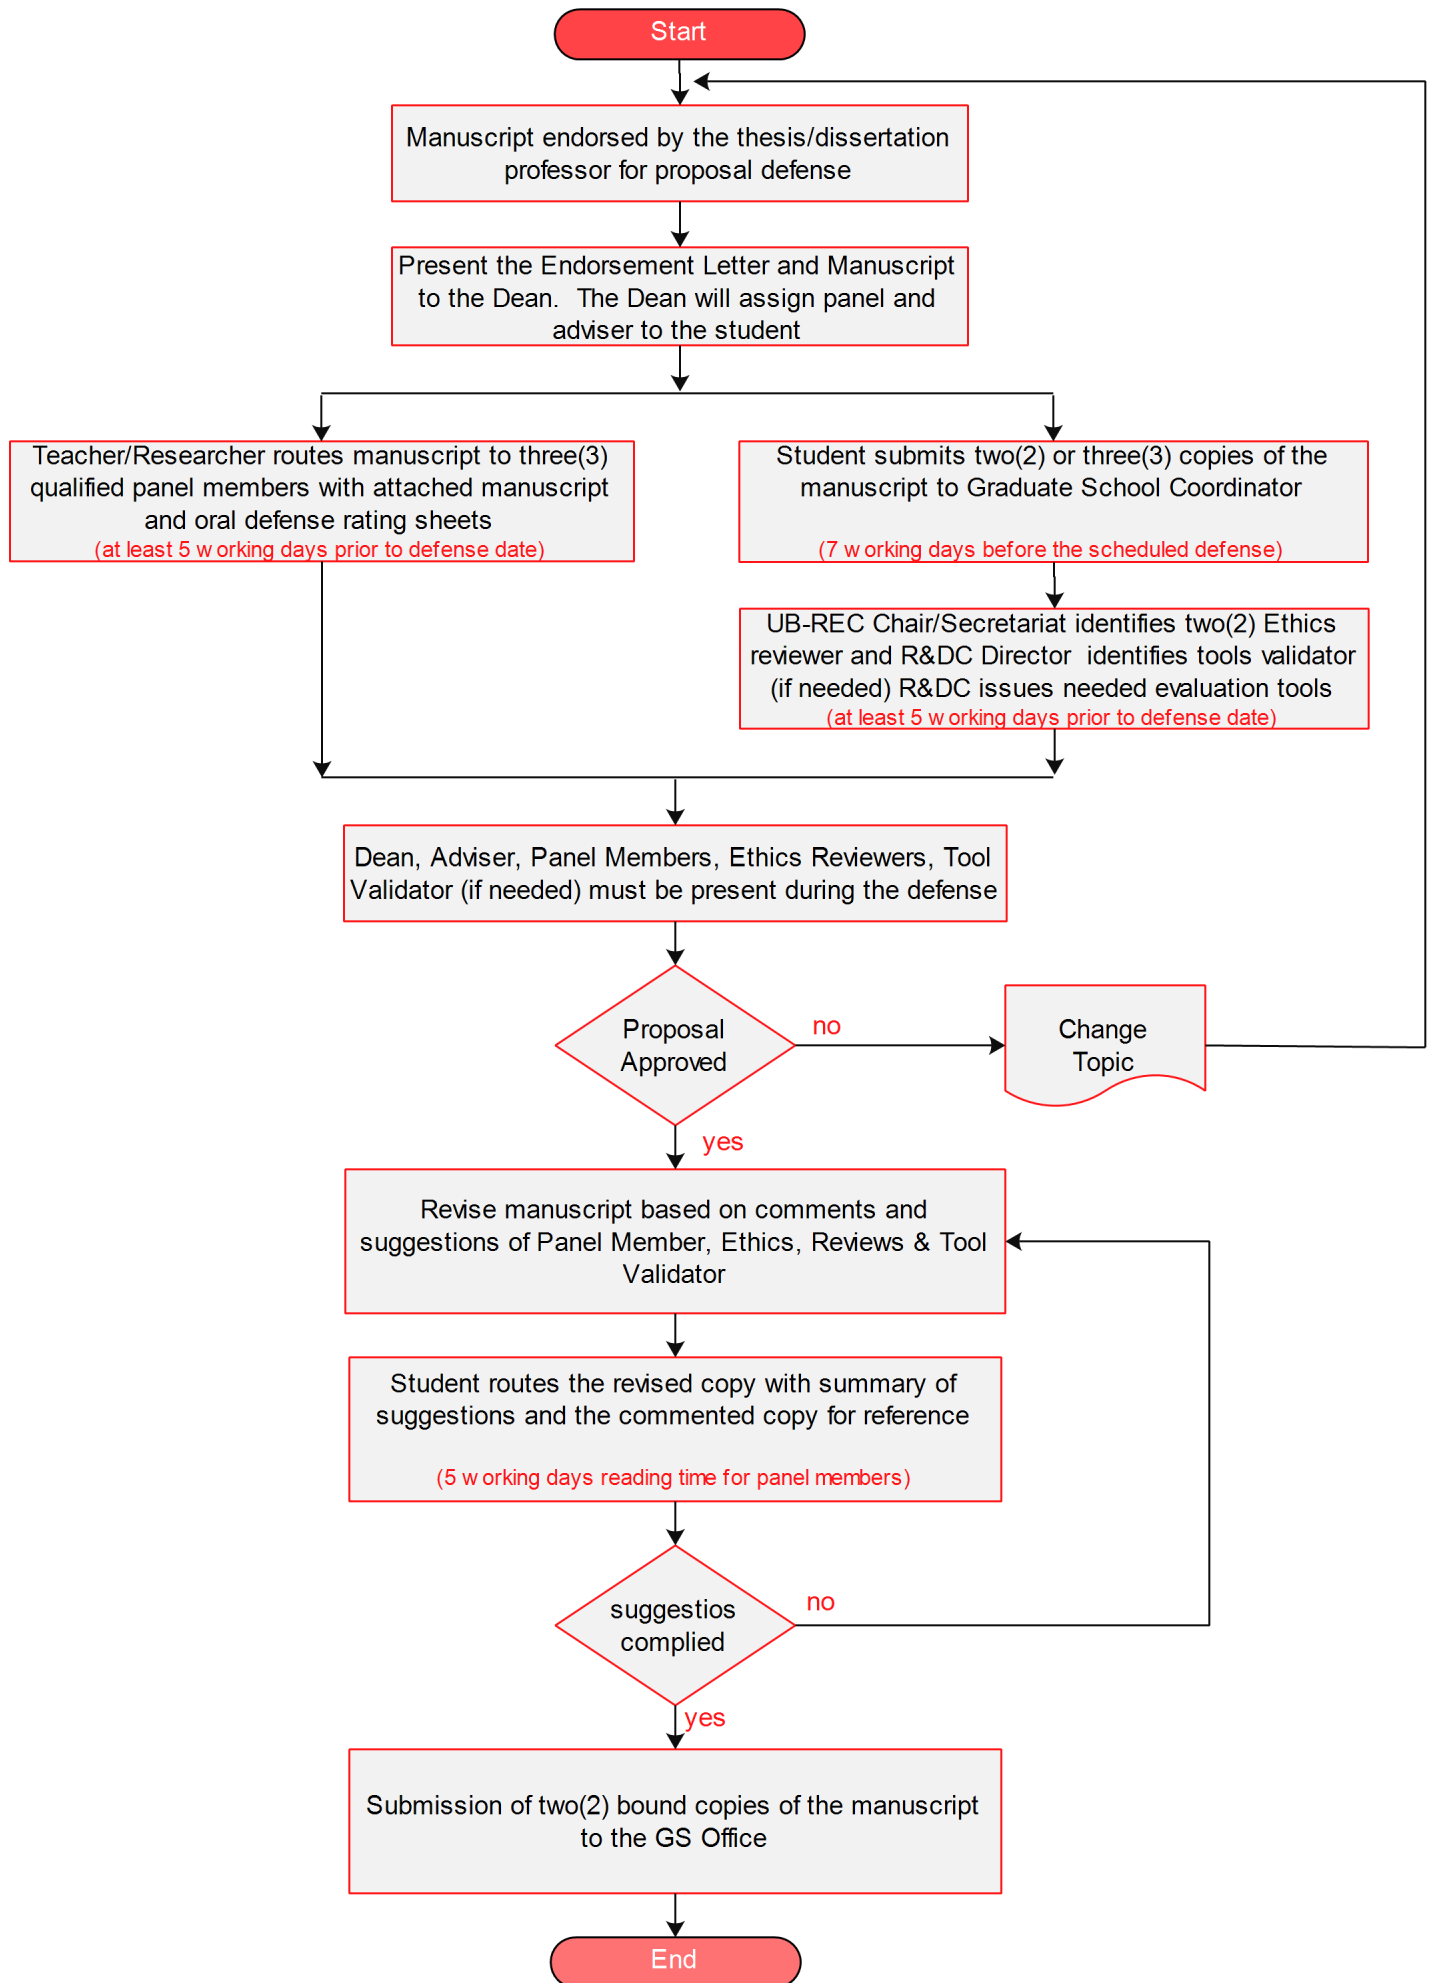 Start
Manuscript endorsed by the thesis/dissertation
professor for proposal defense
Present the Endorsement Letter and Manuscript
to the Dean.  The Dean will assign panel and
adviser to the student
Teacher/Researcher routes manuscript to three(3)
qualified panel members with attached manuscript
and oral defense rating sheets
(at least 5 working days prior to defense date)
Student submits two(2) or three(3) copies of the
manuscript to Graduate School Coordinator
(7 working days before the scheduled defense)
UB-REC Chair/Secretariat identifies two(2) Ethics
reviewer and R&DC Director  identifies tools validator
(if needed) R&DC issues needed evaluation tools
(at least 5 working days prior to defense date)
Dean, Adviser, Panel Members, Ethics Reviewers, Tool
Validator (if needed) must be present during the defense
Proposal
Approved
no
Change
Topic
yes
Revise manuscript based on comments and
suggestions of Panel Member, Ethics, Reviews & Tool
Validator
Student routes the revised copy with summary of
suggestions and the commented copy for reference
(5 working days reading time for panel members)
suggestios
complied
no
yes
Submission of two(2) bound copies of the manuscript
to the GS Office
End